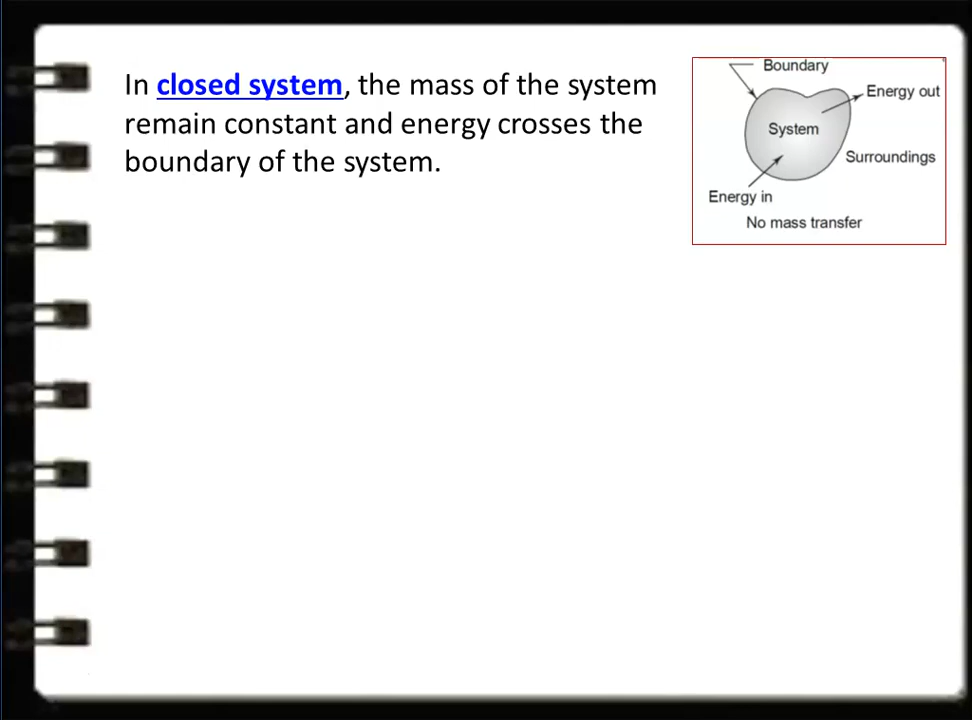 In closed system, the mass of the system
remain constant and energy crosses the
boundary of the system.
Boundary
Energy out
System
Surroundings
Energy in
No mass transfer